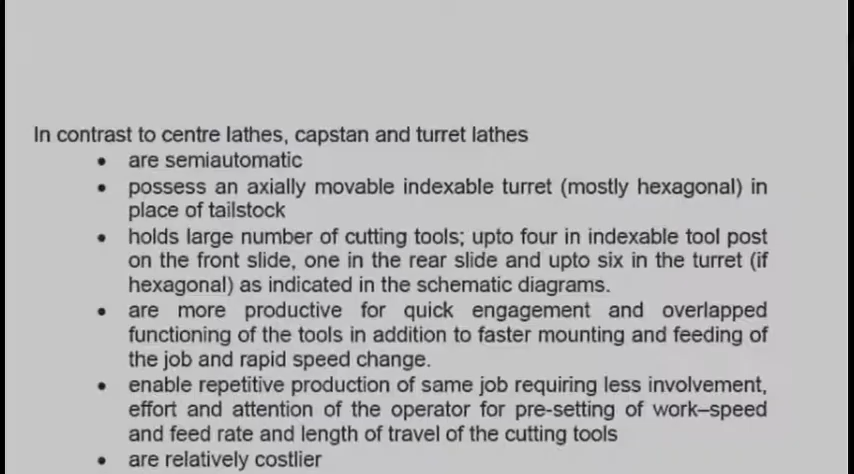 In contrast to centre lathes, capstan and turret lathes
• are semiautomatic
• possess an axially movable indexable turret (mostly hexagonal) in
place of tailstock
• holds large number of cutting tools; upto four in indexable tool post
on the front slide, one in the rear slide and upto six in the turret (if
hexagonal) as indicated in the schematic diagrams.
• are more productive for quick engagement and overlapped
functioning of the tools in addition to faster mounting and feeding of
the job and rapid speed change.
• enable repetitive production of same job requiring less involvement,
effort and attention of the operator for pre-setting of work–speed
and feed rate and length of travel of the cutting tools
• are relatively costlier